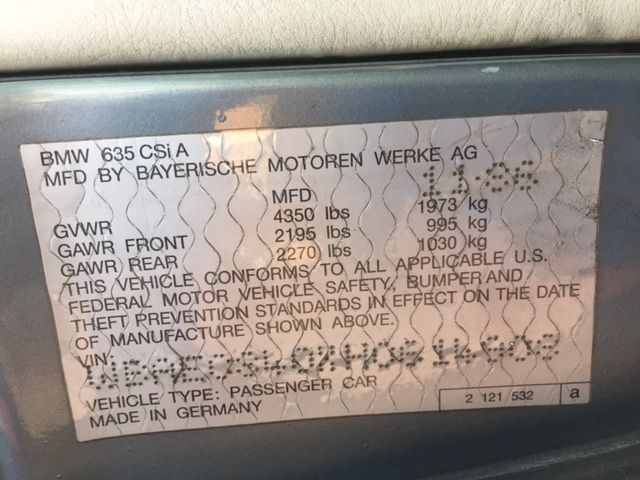 BMW 635 CSi A
MFD BY BAYERISCHE MOTOREN WERKE AG
MFD 11-86
GVWR 4350 lbs 1973 kg
GAWR FRONT 2195 lbs 995 kg
GAWR REAR 2270 lbs 1030 kg
THIS VEHICLE CONFORMS TO ALL APPLICABLE U.S.
FEDERAL MOTOR VEHICLE SAFETY, BUMPER AND
THEFT PREVENTION STANDARDS IN EFFECT ON THE DATE
OF MANUFACTURE SHOWN ABOVE.
VIN:
VEHICLE TYPE: PASSENGER CAR
MADE IN GERMANY
2 121 532 a